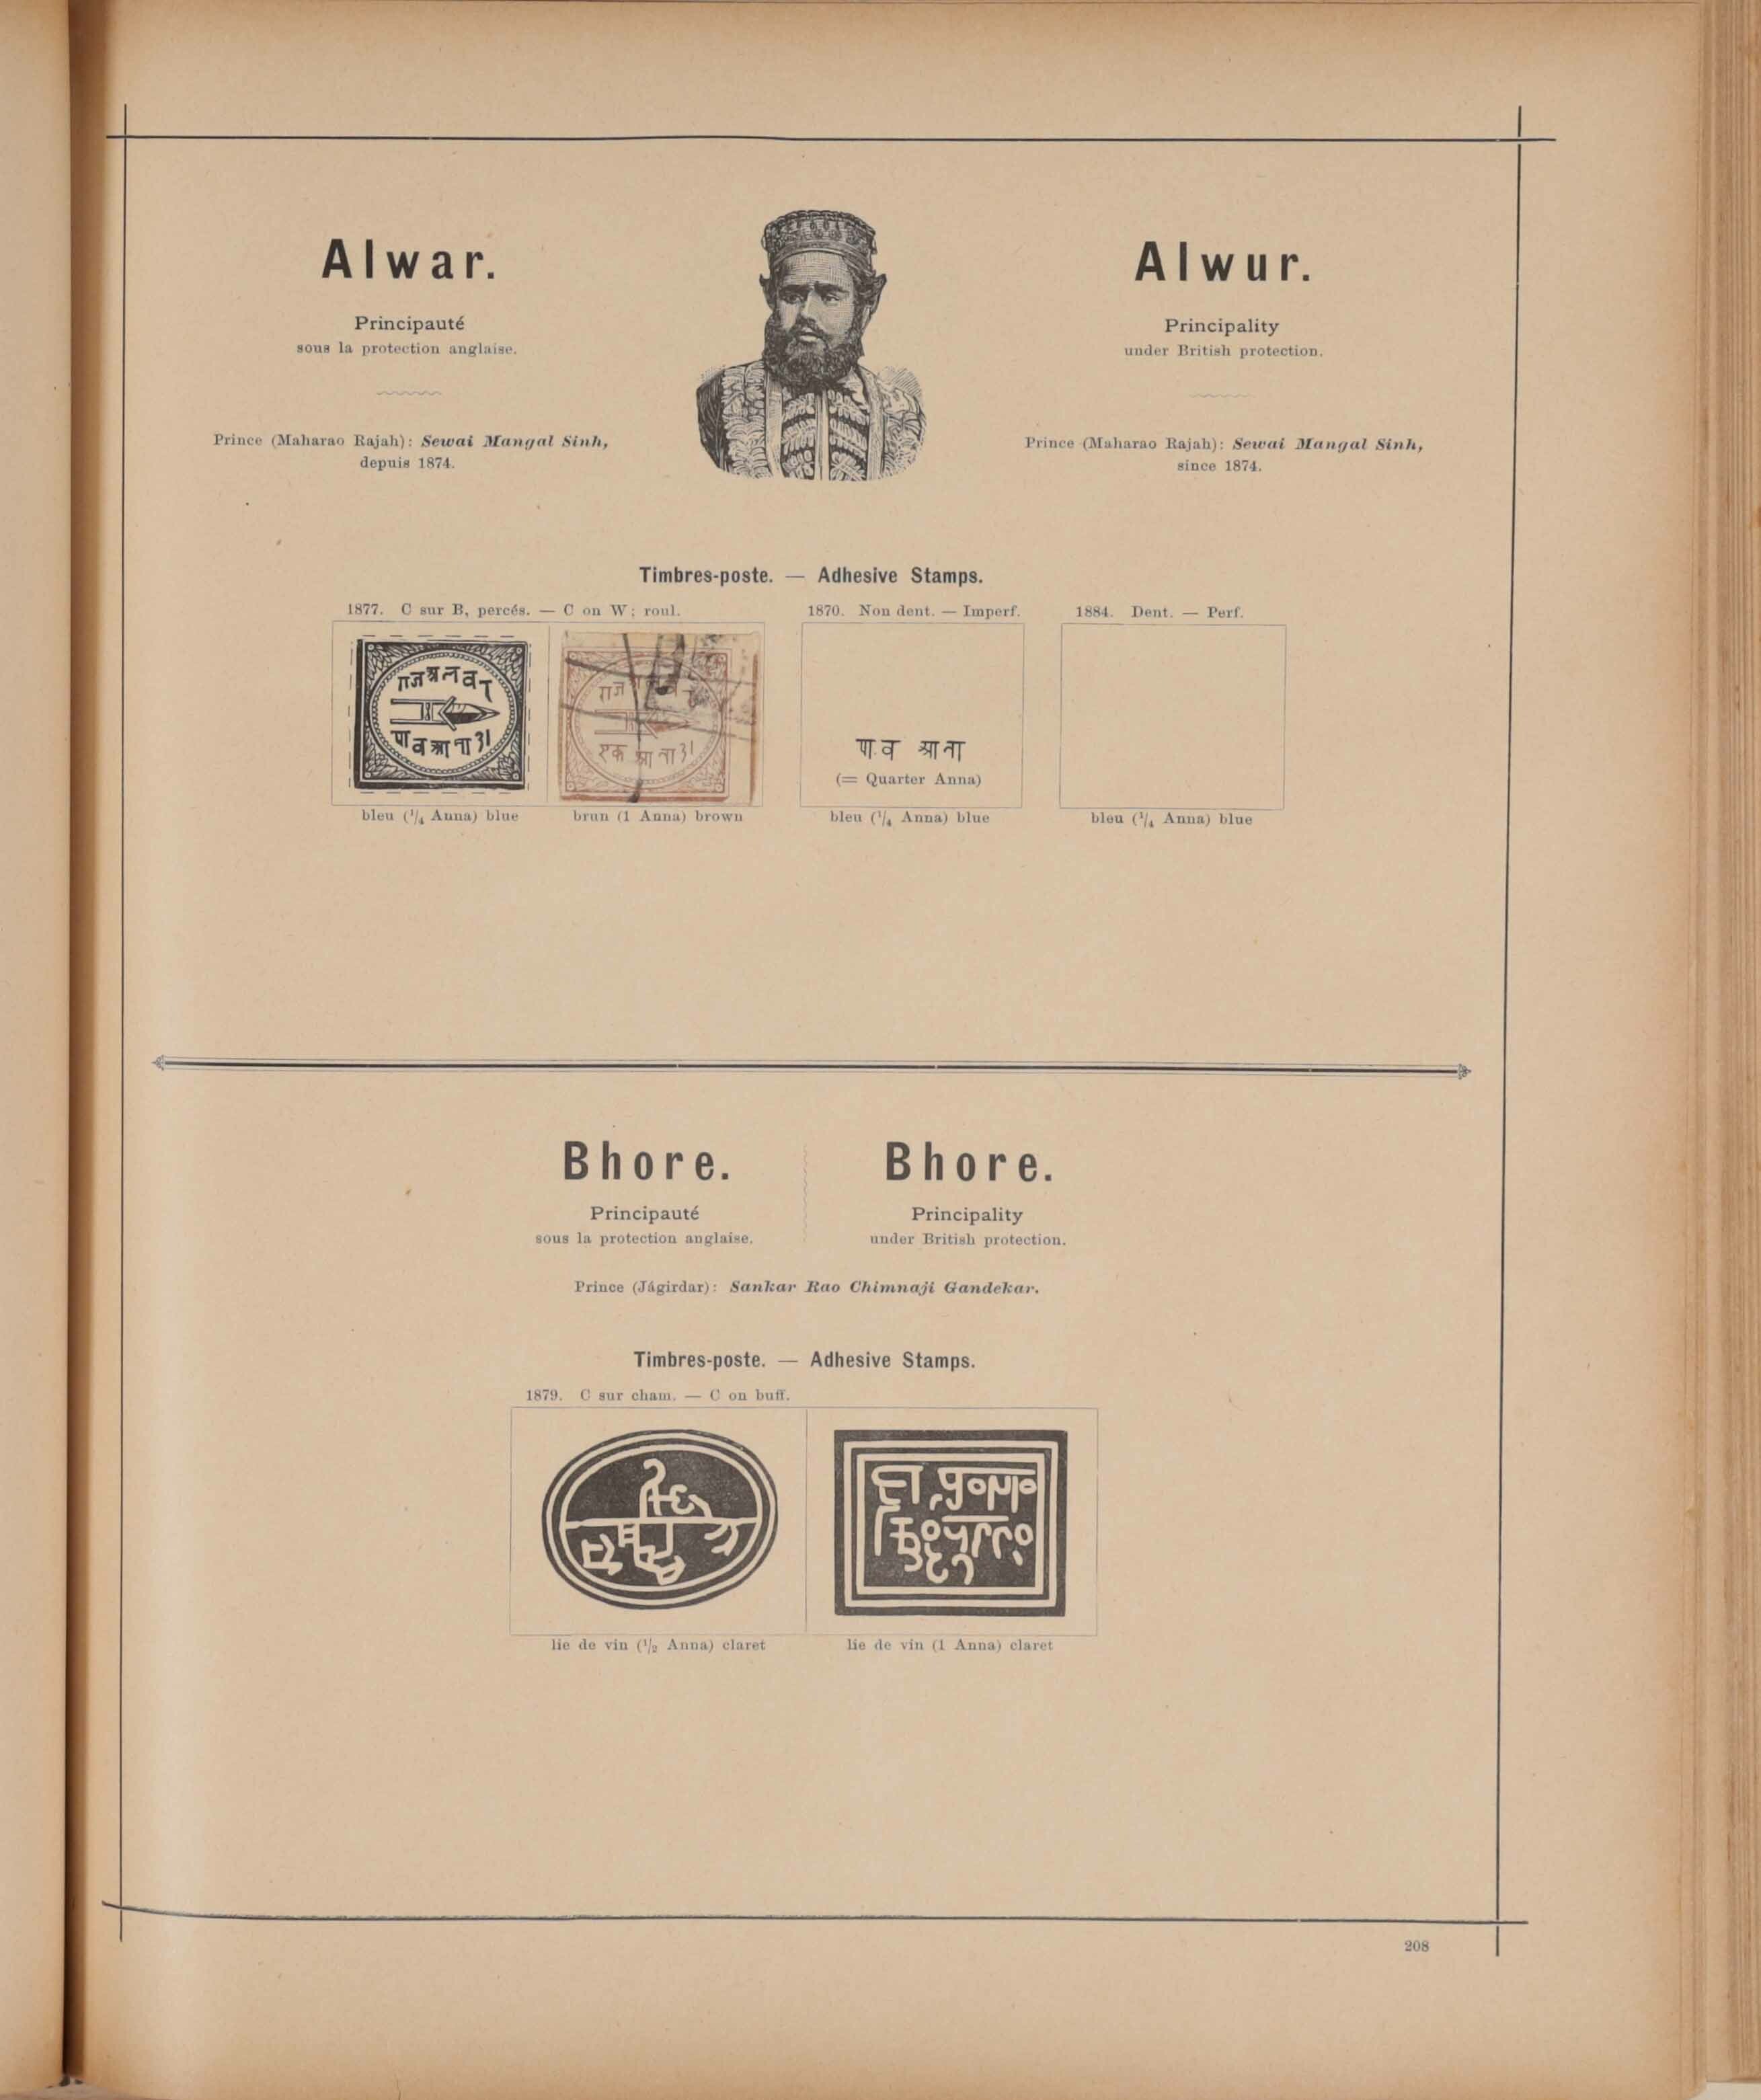 Alwar.
Principauté
sous la protection anglaise.
Prince (Maharao Rajah): Sewai Mangal Sinh,
depuis 1874.
Alwur.
Principality
under British protection.
Prince (Maharao Rajah): Sewai Mangal Sinh,
since 1874.
Timbres-poste. — Adhesive Stamps.
1877. C sur B, percés. — C on W; roul.
1870. Non dent. — Imperf.
1884. Dent. — Perf.
पाव आना
(= Quarter Anna)
bleu (1/4 Anna) blue
brun (1 Anna) brown
bleu (1/4 Anna) blue
bleu (1/4 Anna) blue
Bhore.
Principauté
sous la protection anglaise.
Bhore.
Principality
under British protection.
Prince (Jágirdar): Sankar Rao Chimnaji Gandekar.
Timbres-poste. — Adhesive Stamps.
1879. C sur cham. — C on buff.
lie de vin (1/2 Anna) claret
lie de vin (1 Anna) claret
208